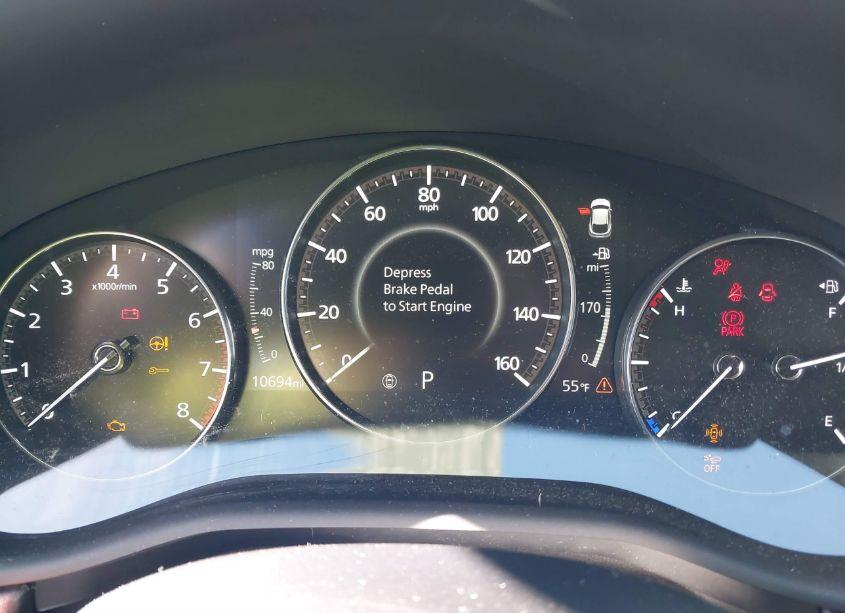 80
mph
60
100
40
120
20
140
0
160
Depress
Brake Pedal
to Start Engine
P
4
x1000r/min
3
5
2
6
1
7
0
8
mpg
80
40
0
10694mi
mi
170
0
55°F
H
C
P
PARK
OFF
F
1/
E